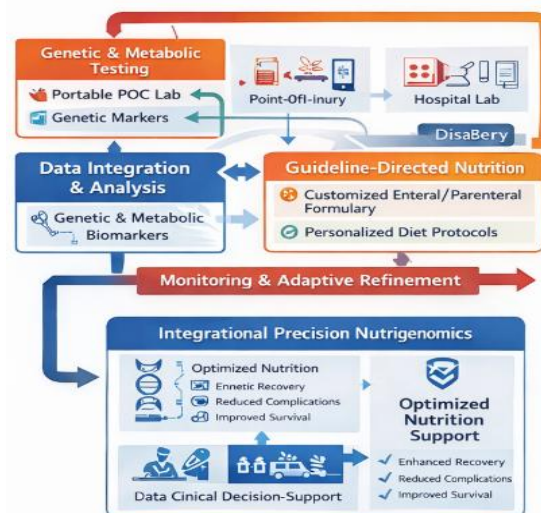 Genetic & Metabolic
Testing
Portable POC Lab
Genetic Markers
Point-Ofl-inury
Hospital Lab
DisaBery
Data Integration
& Analysis
Genetic & Metabolic
Biomarkers
Guideline-Directed Nutrition
Customized Enteral/Parenteral
Formulary
Personalized Diet Protocols
Monitoring & Adaptive Refinement
Integrational Precision Nutrigenomics
Optimized Nutrition
Ennetic Recovery
Reduced Complications
Improved Survival
Data Clinical Decision-Support
Optimized
Nutrition
Support
Enhanced Recovery
Reduced Complications
Improved Survival